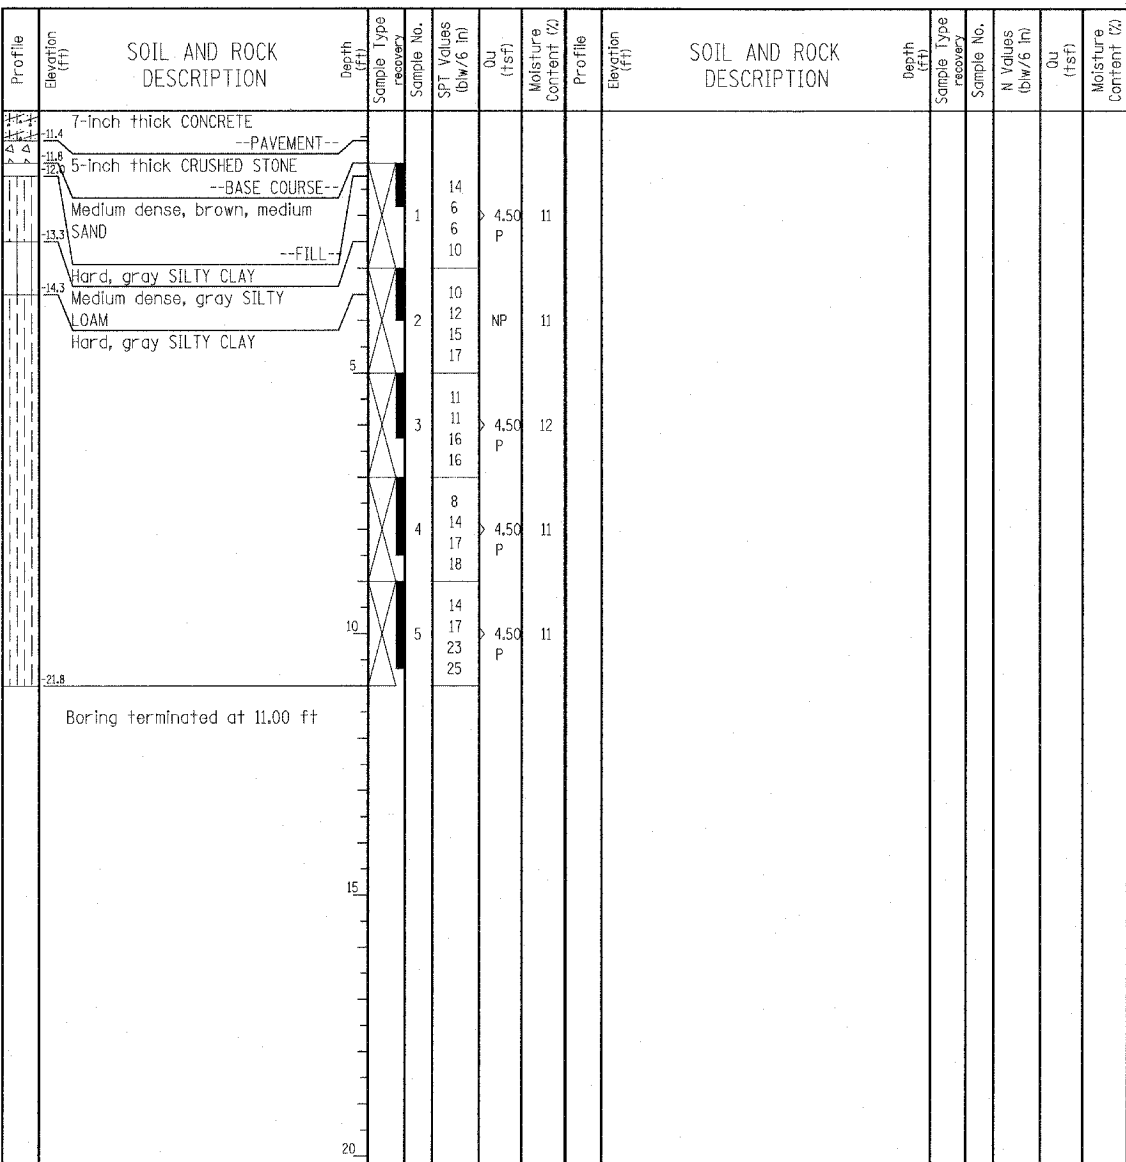 Profile
Elevation
(ft)
SOIL AND ROCK
DESCRIPTION
Depth
(ft)
Sample Type
recovery
Sample No.
SPT Values
(blw/6 in)
Qu
(tsf)
Moisture
Content (%)
Profile
Elevation
(ft)
SOIL AND ROCK
DESCRIPTION
Depth
(ft)
Sample Type
recovery
Sample No.
N Values
(blw/6 in)
Qu
(tsf)
Moisture
Content (%)
7-inch thick CONCRETE
-11.4
--PAVEMENT--
-11.8
5-inch thick CRUSHED STONE
-12.0
--BASE COURSE--
Medium dense, brown, medium
SAND
-13.3
--FILL--
Hard, gray SILTY CLAY
-14.3
Medium dense, gray SILTY
LOAM
Hard, gray SILTY CLAY
1
14
6
6
10
> 4.50
P
11
2
10
12
15
17
NP
11
5
3
11
11
16
16
> 4.50
P
12
4
8
14
17
18
> 4.50
P
11
10
5
14
17
23
25
> 4.50
P
11
-21.8
Boring terminated at 11.00 ft
15
20